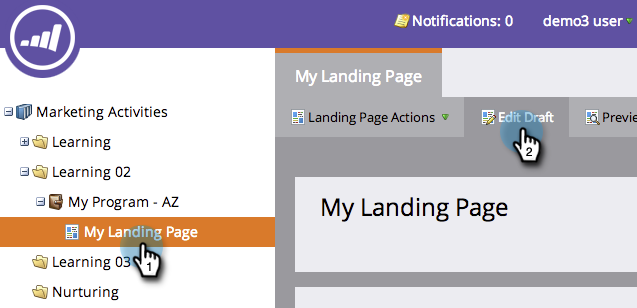 Notifications: 0 demo3 user
My Landing Page
Marketing Activities
Landing Page Actions Edit Draft Previe
2
Learning
Learning 02
My Program - AZ
My Landing Page
My Landing Page
1
Learning 03
Nurturing